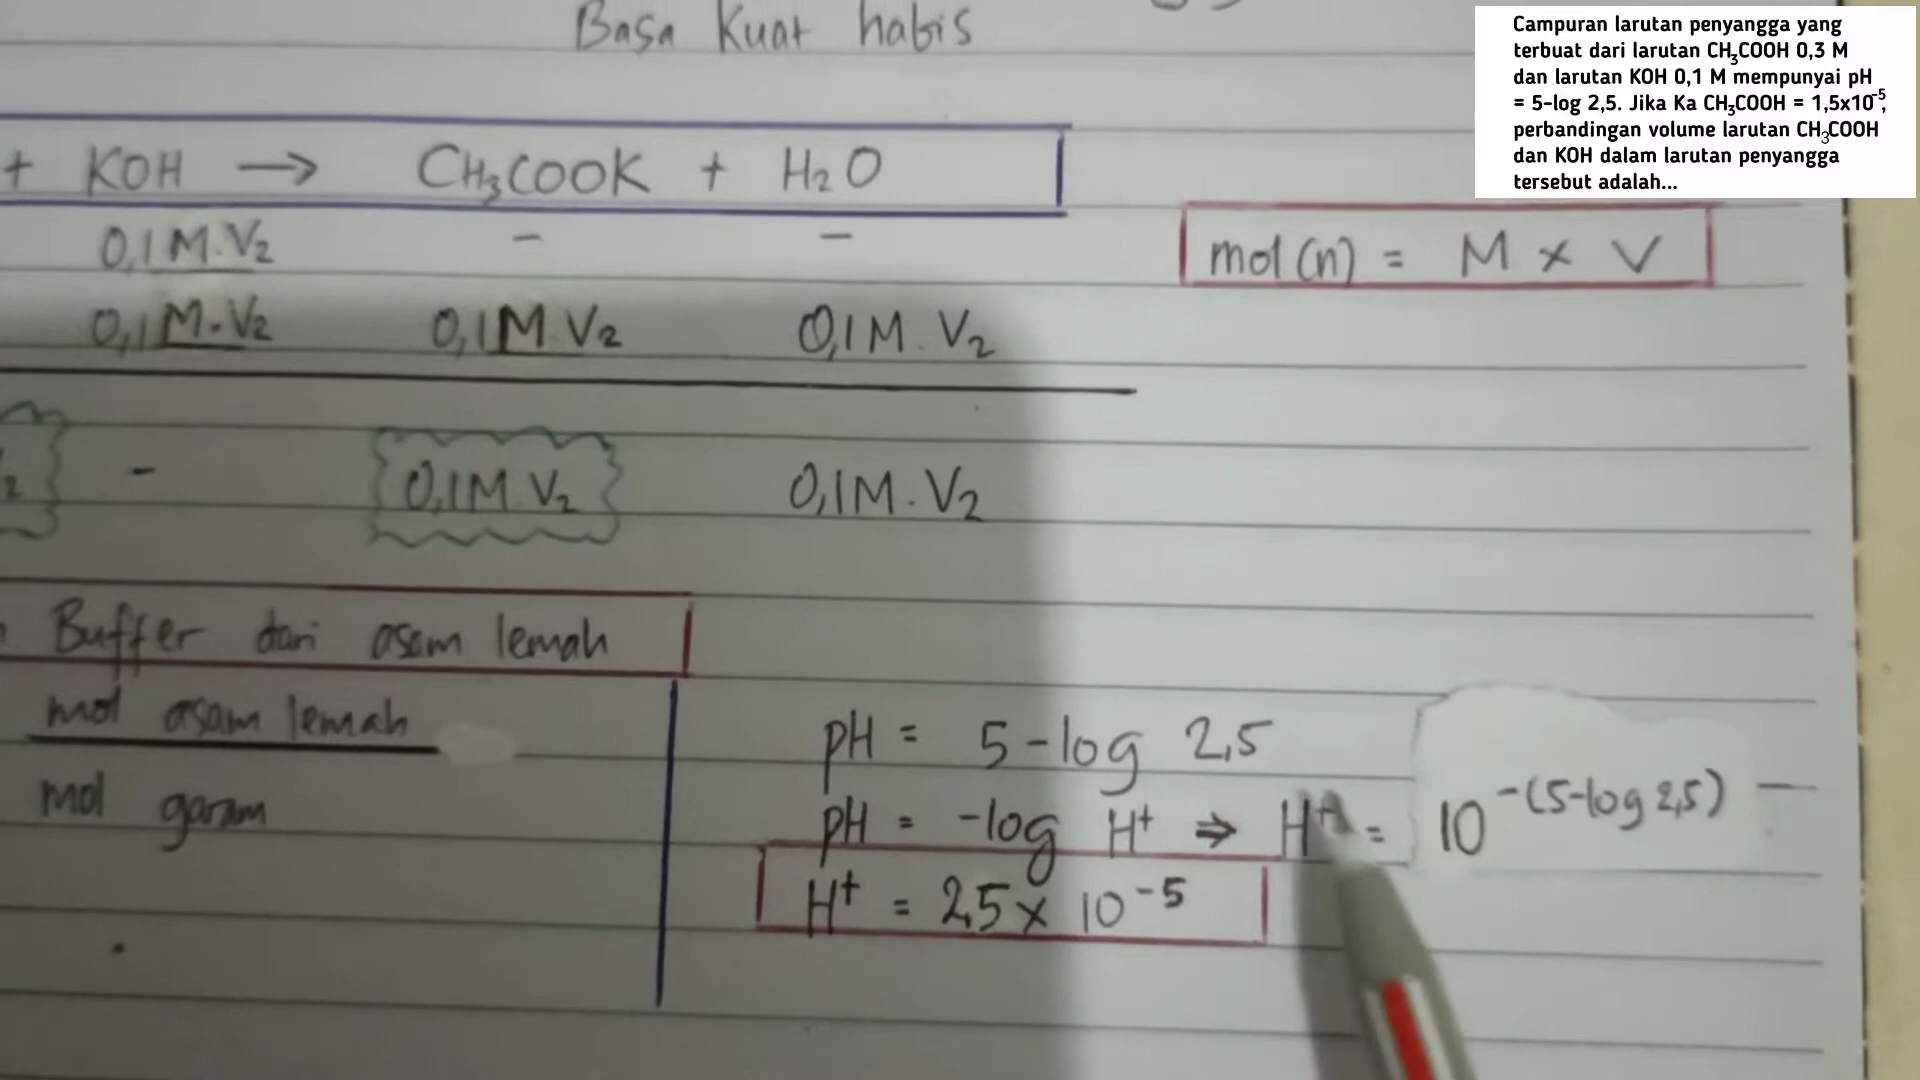 Basa Kuat habis
Campuran larutan penyangga yang
terbuat dari larutan CH₃COOH 0,3 M
dan larutan KOH 0,1 M mempunyai pH
= 5-log 2,5. Jika Ka CH₃COOH = 1,5x10⁻⁵,
perbandingan volume larutan CH₃COOH
dan KOH dalam larutan penyangga
tersebut adalah...
+ KOH → CH₃COOK + H₂O
0,1 M. V₂ - -
mol (n) = M x V
0,1 M. V₂ 0,1 M V₂ 0,1 M. V₂
₂ - 0,1 M. V₂ 0,1 M. V₂
Buffer dari asam lemah
mol asam lemah
mol garam
pH = 5-log 2,5
pH = -log H⁺ ⇒ H⁺ = 10⁻⁽⁵⁻ˡᵒᵍ ²,⁵⁾ -
H⁺ = 2,5 x 10⁻⁵